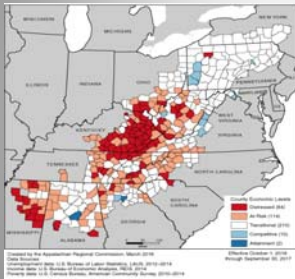 WISCONSIN
MICHIGAN
NEW YORK
ILLINOIS
INDIANA
OHIO
PENNSYLVANIA
WEST
VIRGINIA
KENTUCKY
VIRGINIA
TENNESSEE
NORTH CAROLINA
SOUTH
CAROLINA
MISSISSIPPI
ALABAMA
GEORGIA
County Economic Levels
Distressed (84)
At Risk (114)
Transitional (210)
Competitive (10)
Attainment (2)
Created by the Appalachian Regional Commission, March 2016
Data Sources:
Unemployment data: U.S. Bureau of Labor Statistics, LAUS, 2012–2014
Income data: U.S. Bureau of Economic Analysis, REIS, 2014
Poverty data: U.S. Census Bureau, American Community Survey, 2010–2014
Effective October 1, 2016
through September 30, 2017